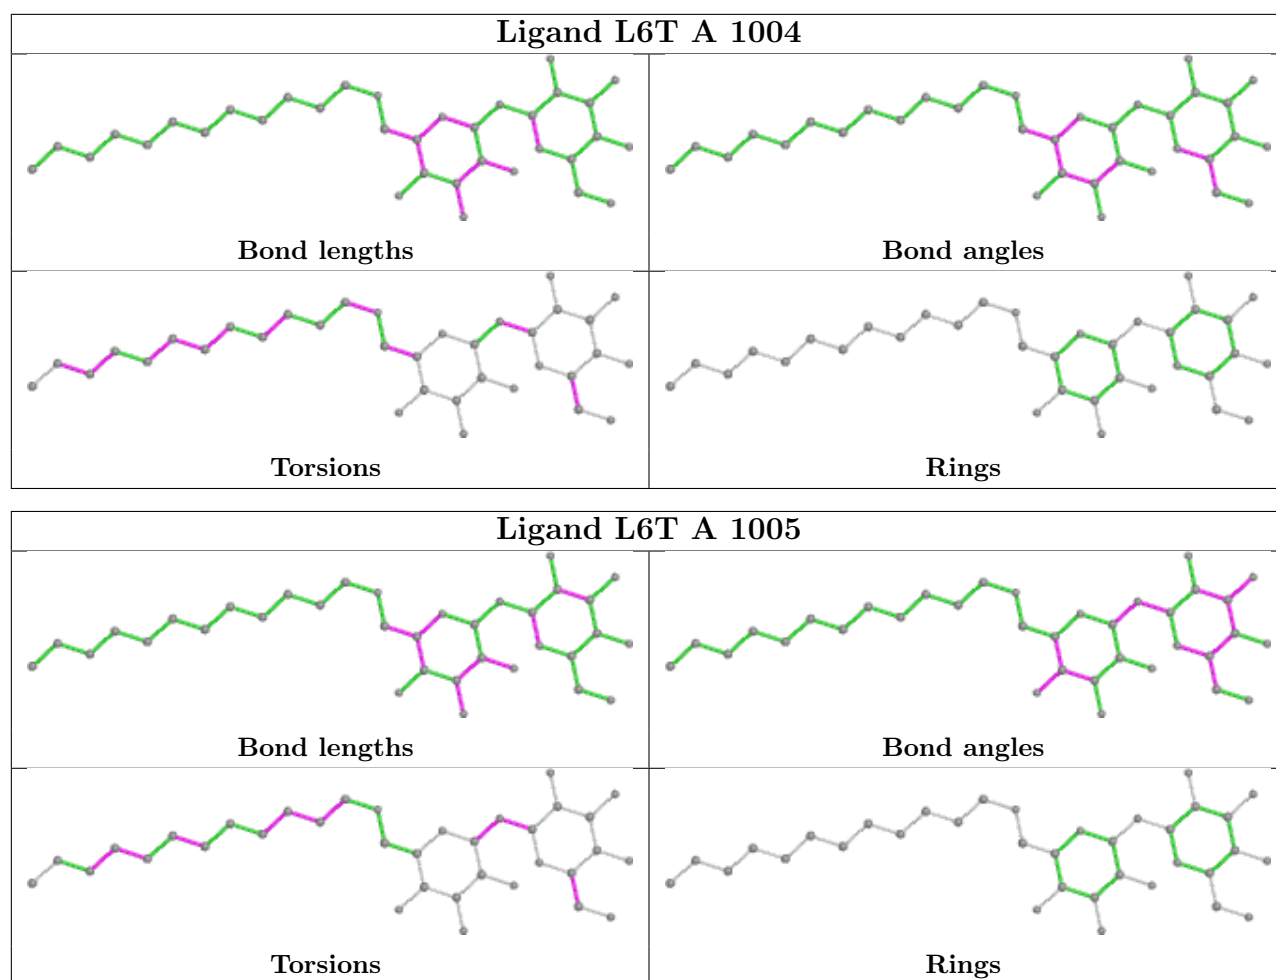 Ligand L6T A 1004
Bond lengths
Bond angles
Torsions
Rings
Ligand L6T A 1005
Bond lengths
Bond angles
Torsions
Rings